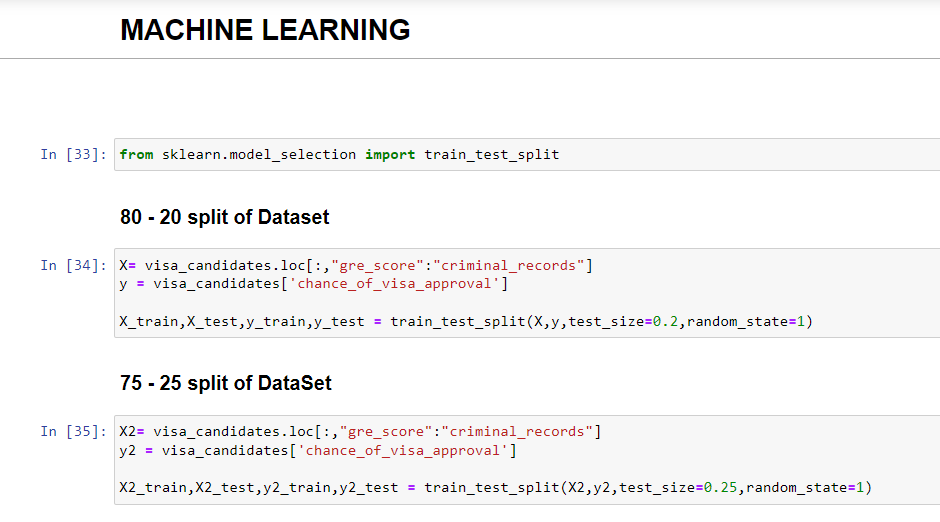 MACHINE LEARNING
In [33]: from sklearn.model_selection import train_test_split
80 - 20 split of Dataset
In [34]: X= visa_candidates.loc[:,"gre_score":"criminal_records"]
y = visa_candidates['chance_of_visa_approval']
X_train,X_test,y_train,y_test = train_test_split(X,y,test_size=0.2,random_state=1)
75 - 25 split of DataSet
In [35]: X2= visa_candidates.loc[:,"gre_score":"criminal_records"]
y2 = visa_candidates['chance_of_visa_approval']
X2_train,X2_test,y2_train,y2_test = train_test_split(X2,y2,test_size=0.25,random_state=1)